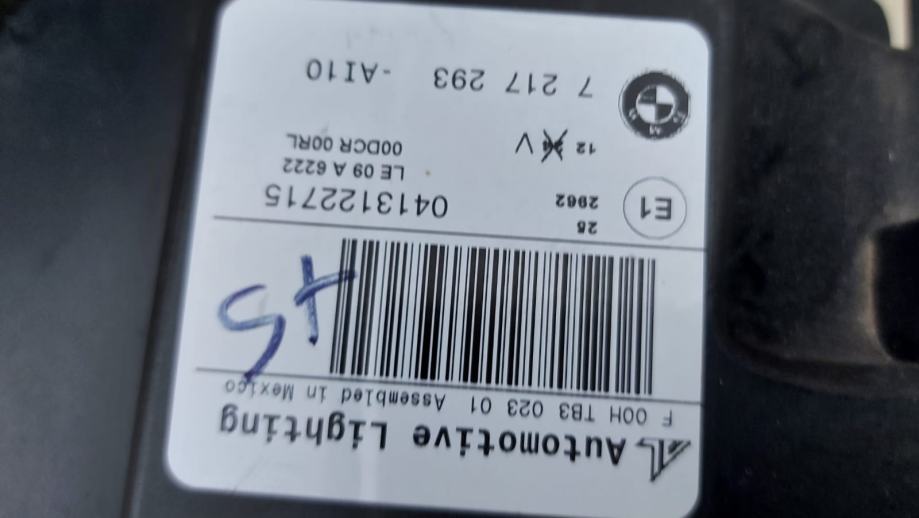 Automotive Lighting
F 00H TB3 023 01 Assembled in Mexico
45
E1
25
2962
0413122715
LE 09 A 6222
00DCR 00RL
12
V
7 217 293 -AI10